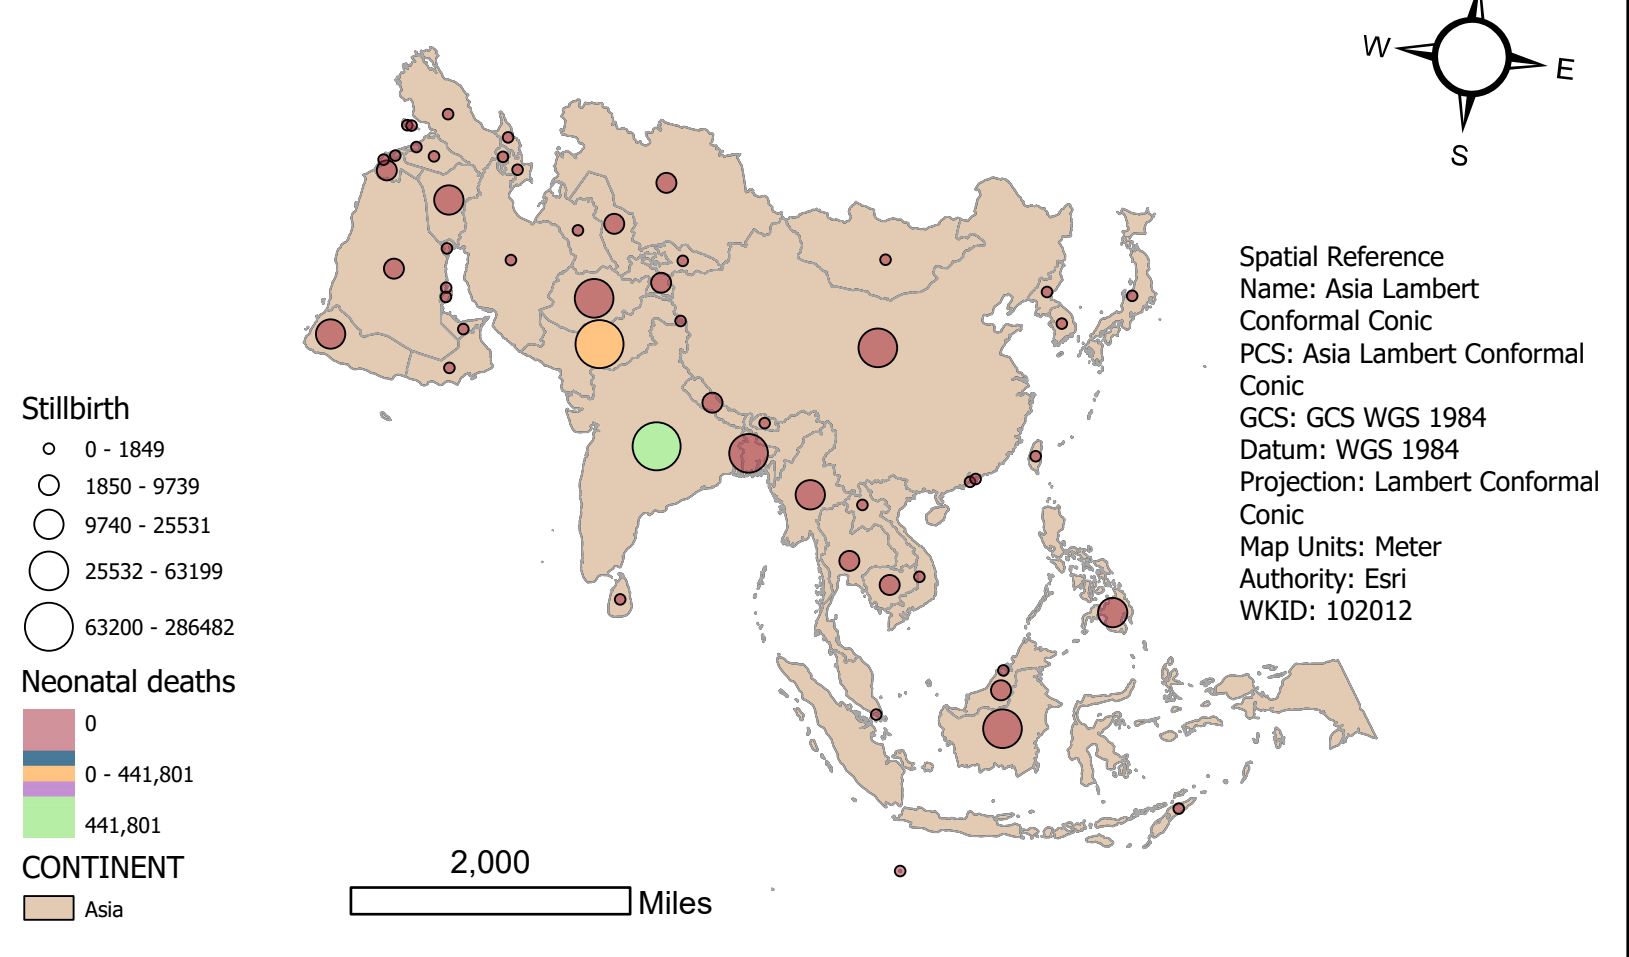 W
E
S
Spatial Reference
Name: Asia Lambert
Conformal Conic
PCS: Asia Lambert Conformal
Conic
GCS: GCS WGS 1984
Datum: WGS 1984
Projection: Lambert Conformal
Conic
Map Units: Meter
Authority: Esri
WKID: 102012
Stillbirth
0 - 1849
1850 - 9739
9740 - 25531
25532 - 63199
63200 - 286482
Neonatal deaths
0
0 - 441,801
441,801
CONTINENT
Asia
2,000
Miles